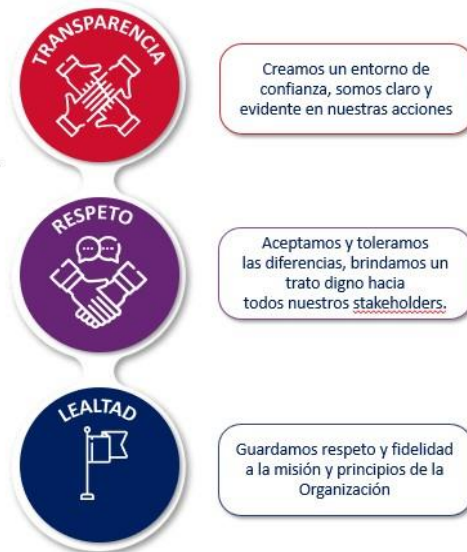 TRANSPARENCIA
Creamos un entorno de
confianza, somos claro y
evidente en nuestras acciones
RESPETO
Aceptamos y toleramos
las diferencias, brindamos un
trato digno hacia
todos nuestros stakeholders.
LEALTAD
Guardamos respeto y fidelidad
a la misión y principios de la
Organización